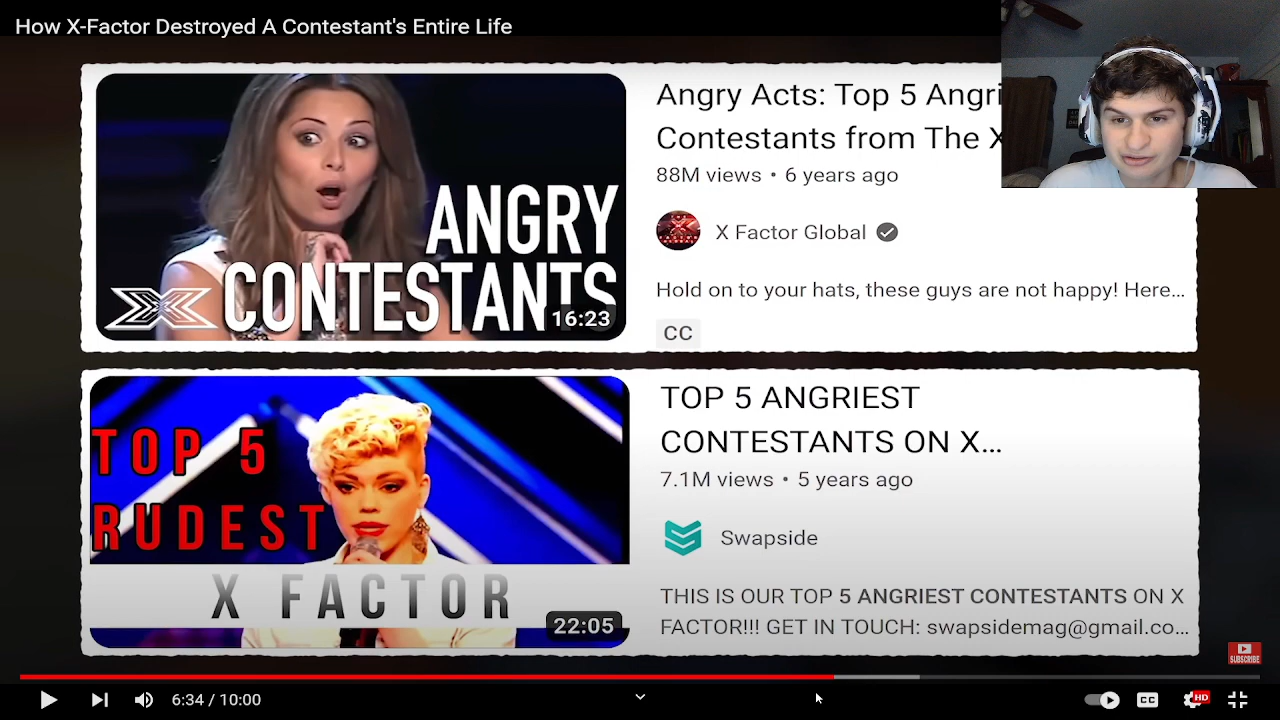 How X-Factor Destroyed A Contestant's Entire Life
ANGRY
CONTESTANTS
16:23
Angry Acts: Top 5 Angri
Contestants from The X
88M views • 6 years ago
X Factor Global
Hold on to your hats, these guys are not happy! Here...
CC
TOP 5
RUDEST
X FACTOR
22:05
TOP 5 ANGRIEST
CONTESTANTS ON X...
7.1M views • 5 years ago
Swapside
THIS IS OUR TOP 5 ANGRIEST CONTESTANTS ON X
FACTOR!!! GET IN TOUCH: swapsidemag@gmail.co...
SUBSCRIBE
6:34 / 10:00
CC
HD